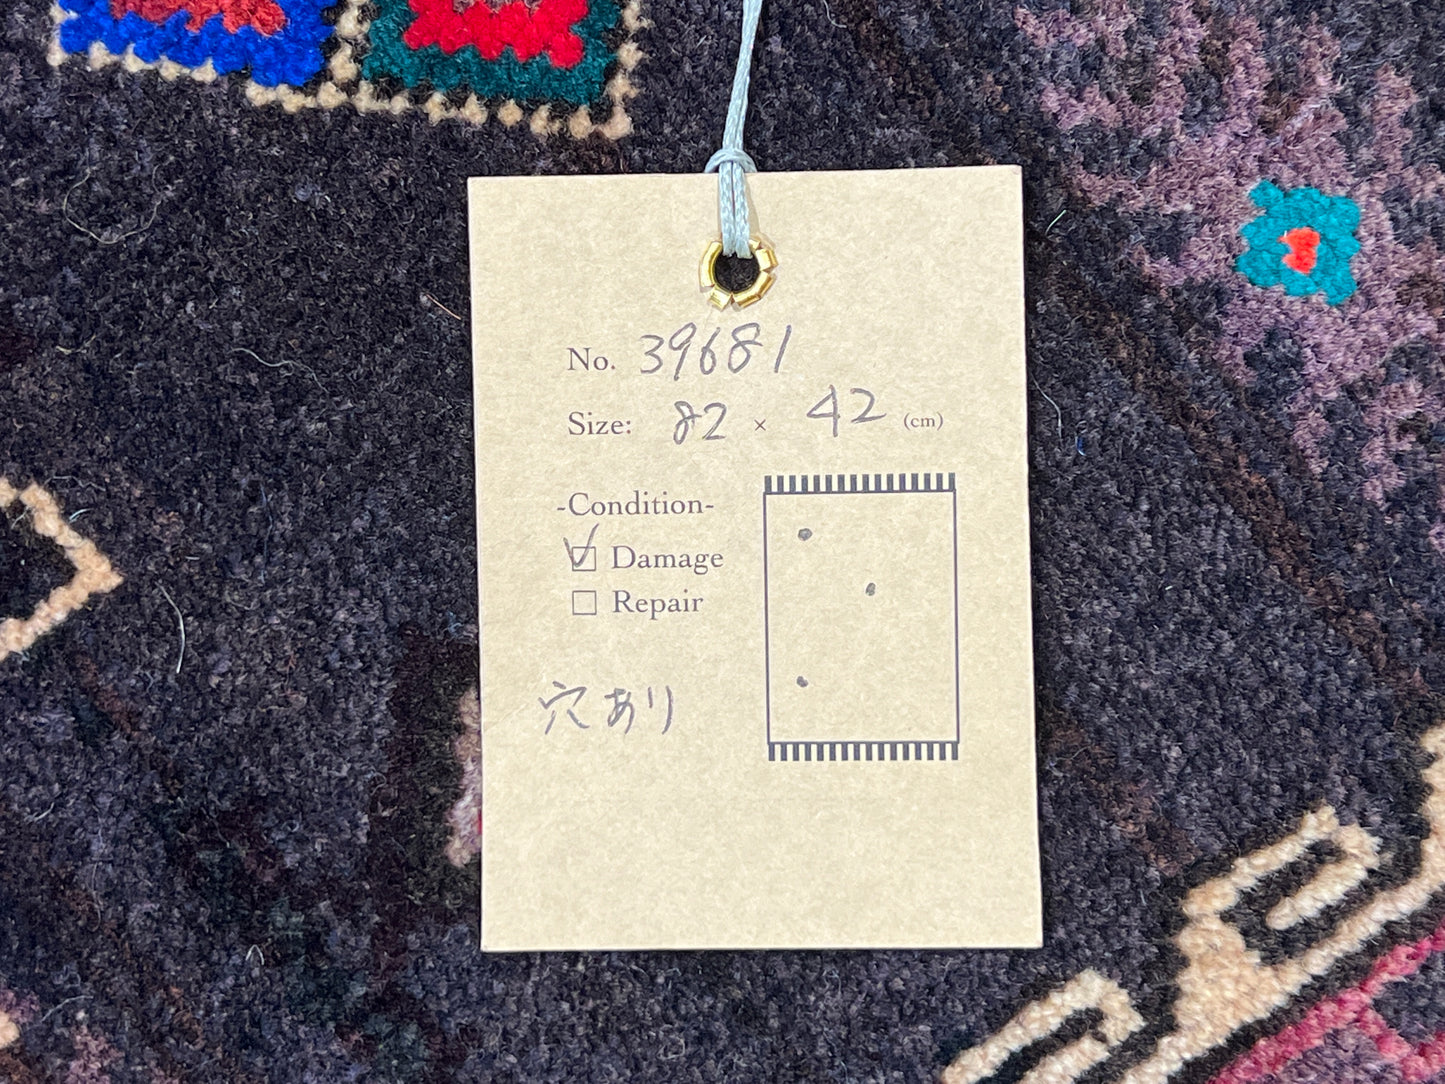 No. 39681
Size: 82 × 42 (cm)
-Condition-
☑ Damage
☐ Repair
穴あり